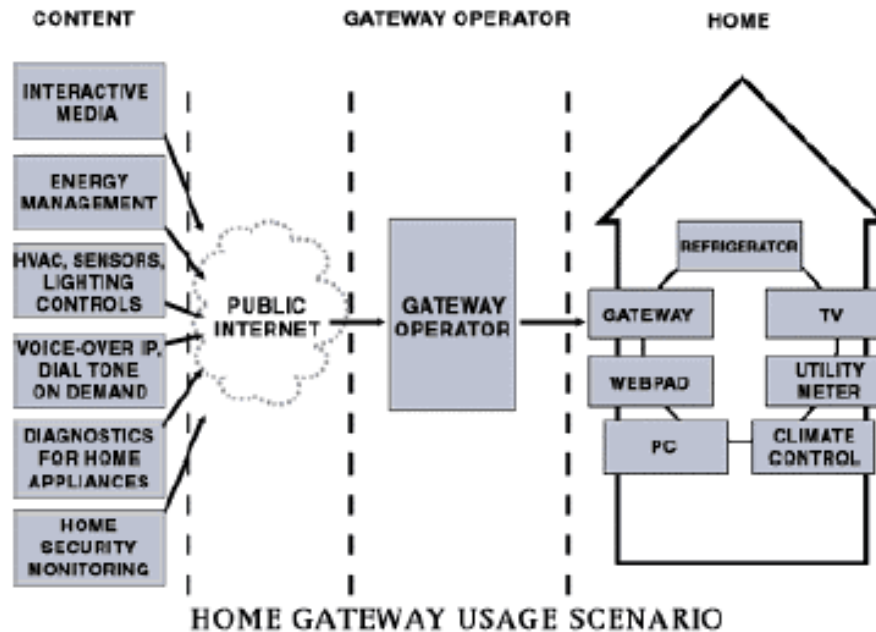 CONTENT
GATEWAY OPERATOR
HOME
INTERACTIVE
MEDIA
ENERGY
MANAGEMENT
HVAC, SENSORS,
LIGHTING
CONTROLS
VOICE-OVER IP,
DIAL TONE
ON DEMAND
DIAGNOSTICS
FOR HOME
APPLIANCES
HOME
SECURITY
MONITORING
PUBLIC
INTERNET
GATEWAY
OPERATOR
REFRIGERATOR
GATEWAY
TV
WEBPAD
UTILITY
METER
PC
CLIMATE
CONTROL
HOME GATEWAY USAGE SCENARIO